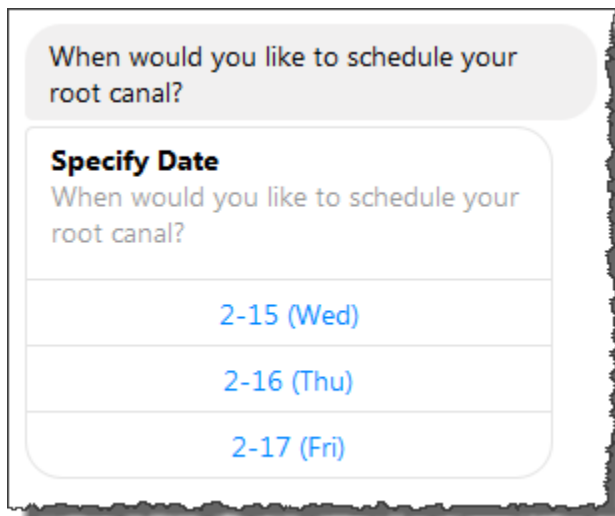 When would you like to schedule your
root canal?
Specify Date
When would you like to schedule your
root canal?
2-15 (Wed)
2-16 (Thu)
2-17 (Fri)